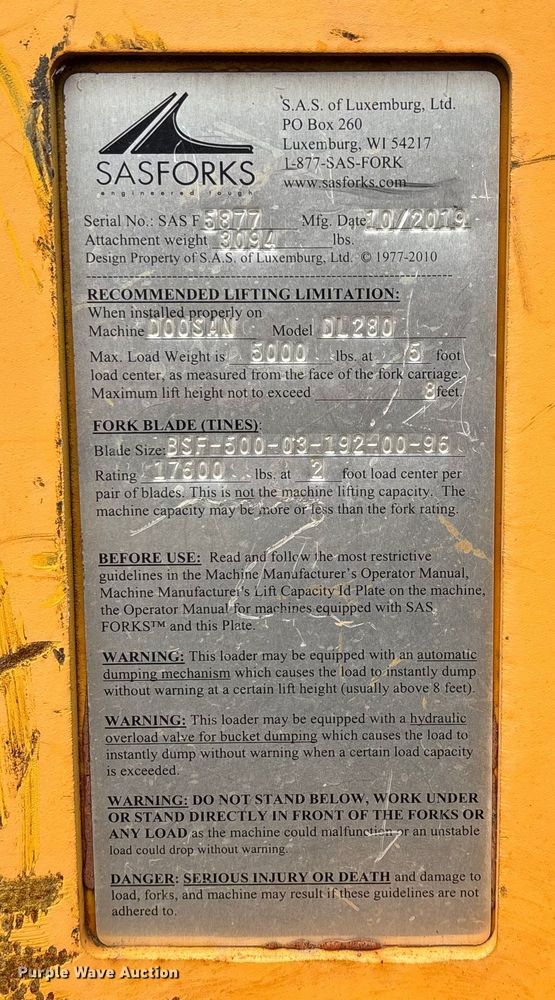 SASFORKS
engineered tough
S.A.S. of Luxemburg, Ltd.
PO Box 260
Luxemburg, WI 54217
1-877-SAS-FORK
www.sasforks.com
Serial No.: SAS F 5877 Mfg. Date 10/2019
Attachment weight 3094 lbs.
Design Property of S.A.S. of Luxemburg, Ltd. © 1977-2010
RECOMMENDED LIFTING LIMITATION:
When installed properly on
Machine DOOSAN Model DL280
Max. Load Weight is 5000 lbs. at 5 foot
load center, as measured from the face of the fork carriage.
Maximum lift height not to exceed 8 feet.
FORK BLADE (TINES):
Blade Size: BSF-500-03-192-00-96
Rating 17600 lbs. at 2 foot load center per
pair of blades. This is not the machine lifting capacity. The
machine capacity may be more or less than the fork rating.
BEFORE USE: Read and follow the most restrictive
guidelines in the Machine Manufacturer's Operator Manual,
Machine Manufacturer's Lift Capacity Id Plate on the machine,
the Operator Manual for machines equipped with SAS
FORKS™ and this Plate.
WARNING: This loader may be equipped with an automatic
dumping mechanism which causes the load to instantly dump
without warning at a certain lift height (usually above 8 feet).
WARNING: This loader may be equipped with a hydraulic
overload valve for bucket dumping which causes the load to
instantly dump without warning when a certain load capacity
is exceeded.
WARNING: DO NOT STAND BELOW, WORK UNDER
OR STAND DIRECTLY IN FRONT OF THE FORKS OR
ANY LOAD as the machine could malfunction or an unstable
load could drop without warning.
DANGER: SERIOUS INJURY OR DEATH and damage to
load, forks, and machine may result if these guidelines are not
adhered to.
Purple Wave Auction